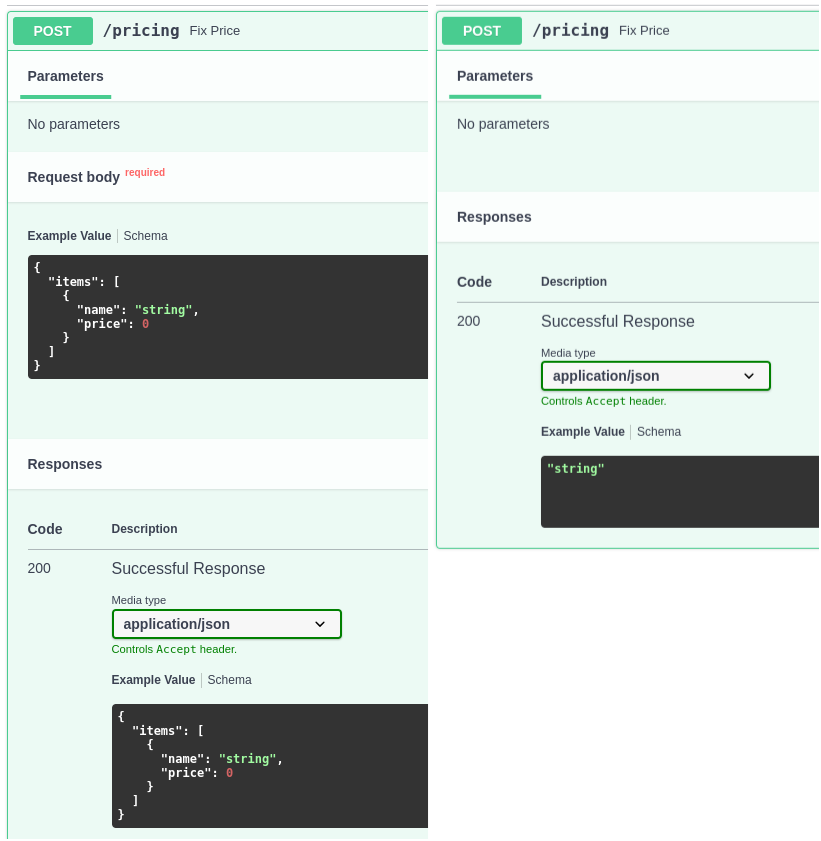 POST /pricing Fix Price
Parameters
No parameters
Request body required
Example Value Schema
{
  "items": [
    {
      "name": "string",
      "price": 0
    }
  ]
}
Responses
Code Description
200 Successful Response
Media type
application/json
Controls Accept header.
Example Value Schema
{
  "items": [
    {
      "name": "string",
      "price": 0
    }
  ]
}
POST /pricing Fix Price
Parameters
No parameters
Responses
Code Description
200 Successful Response
Media type
application/json
Controls Accept header.
Example Value Schema
"string"